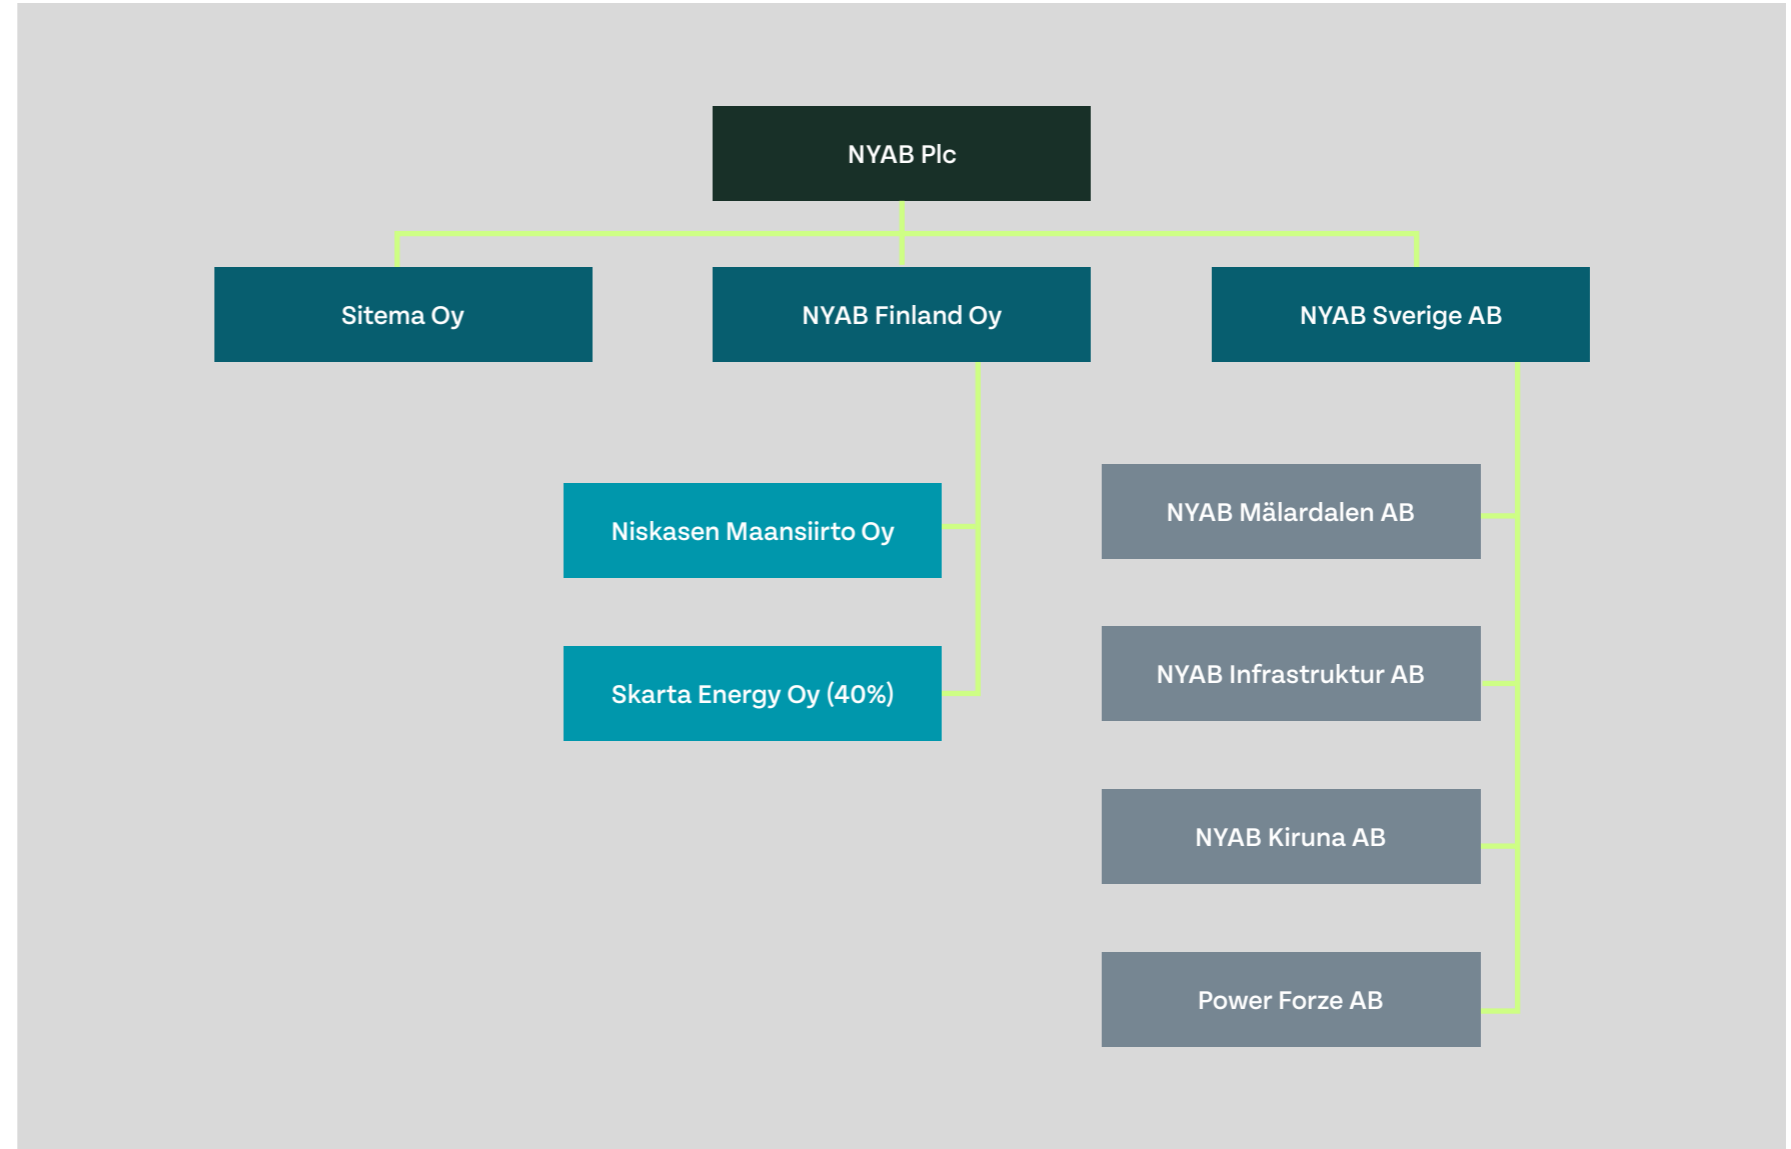 NYAB Plc
Sitema Oy
NYAB Finland Oy
NYAB Sverige AB
Niskasen Maansiirto Oy
Skarta Energy Oy (40%)
NYAB Mälardalen AB
NYAB Infrastruktur AB
NYAB Kiruna AB
Power Forze AB